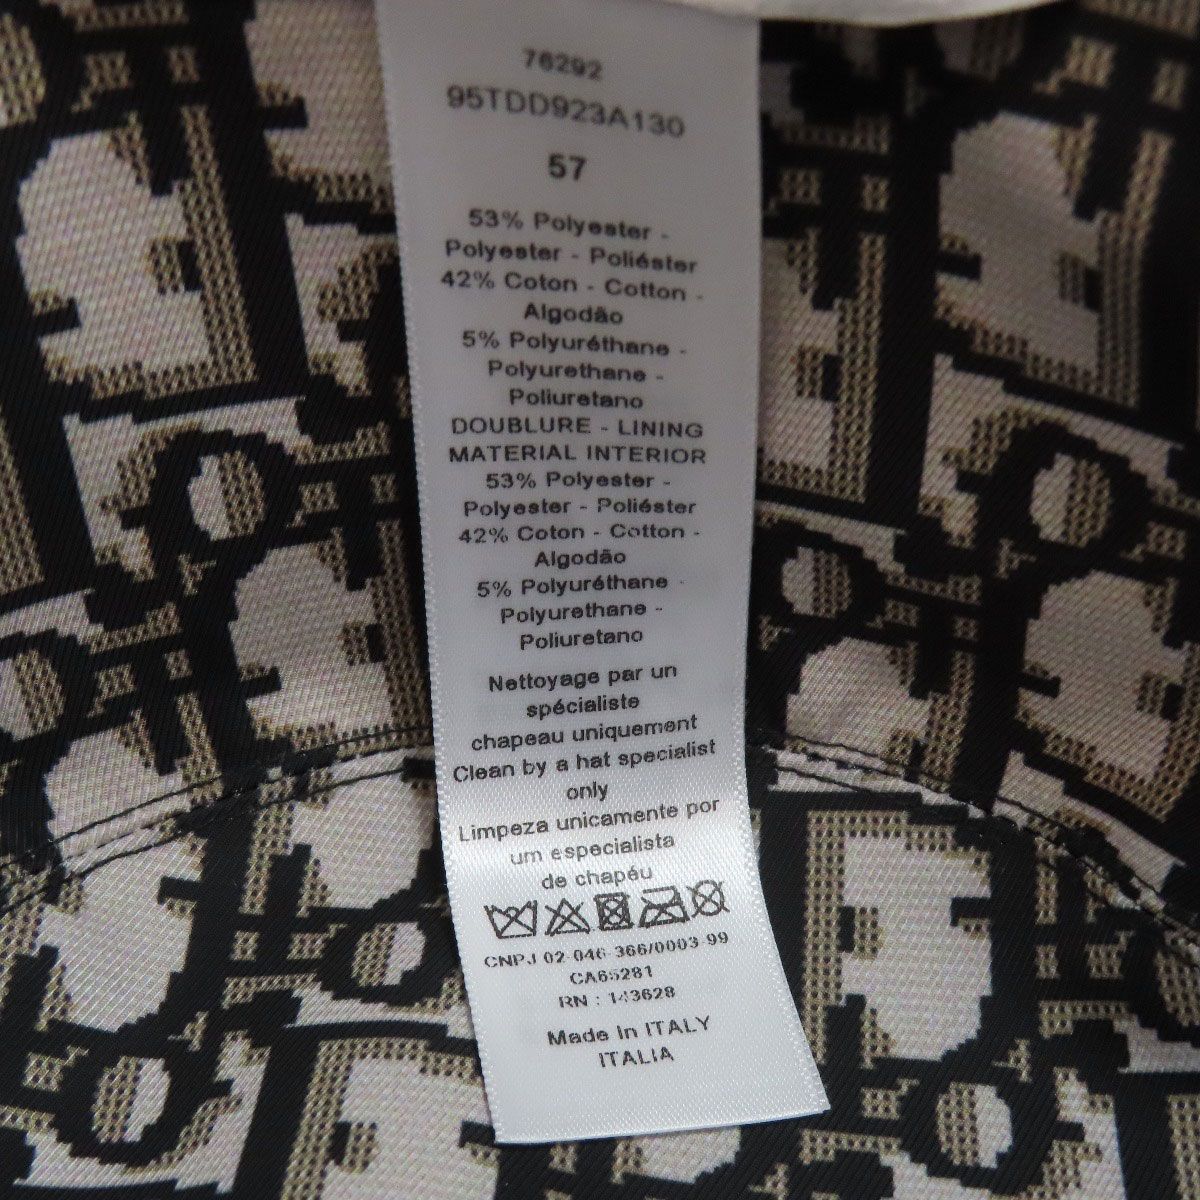 76292
95TDD923A130
57
53% Polyester -
Polyester - Poliéster
42% Coton - Cotton -
Algodão
5% Polyuréthane -
Polyurethane -
Poliuretano
DOUBLURE - LINING
MATERIAL INTERIOR
53% Polyester -
Polyester - Poliéster
42% Coton - Cotton -
Algodão
5% Polyuréthane -
Polyurethane -
Poliuretano
Nettoyage par un
spécialiste
chapeau uniquement
Clean by a hat specialist
only
Limpeza unicamente por
um especialista
de chapéu
CNPJ 02-046-366/0003-99
CA65281
RN : 143628
Made In ITALY
ITALIA